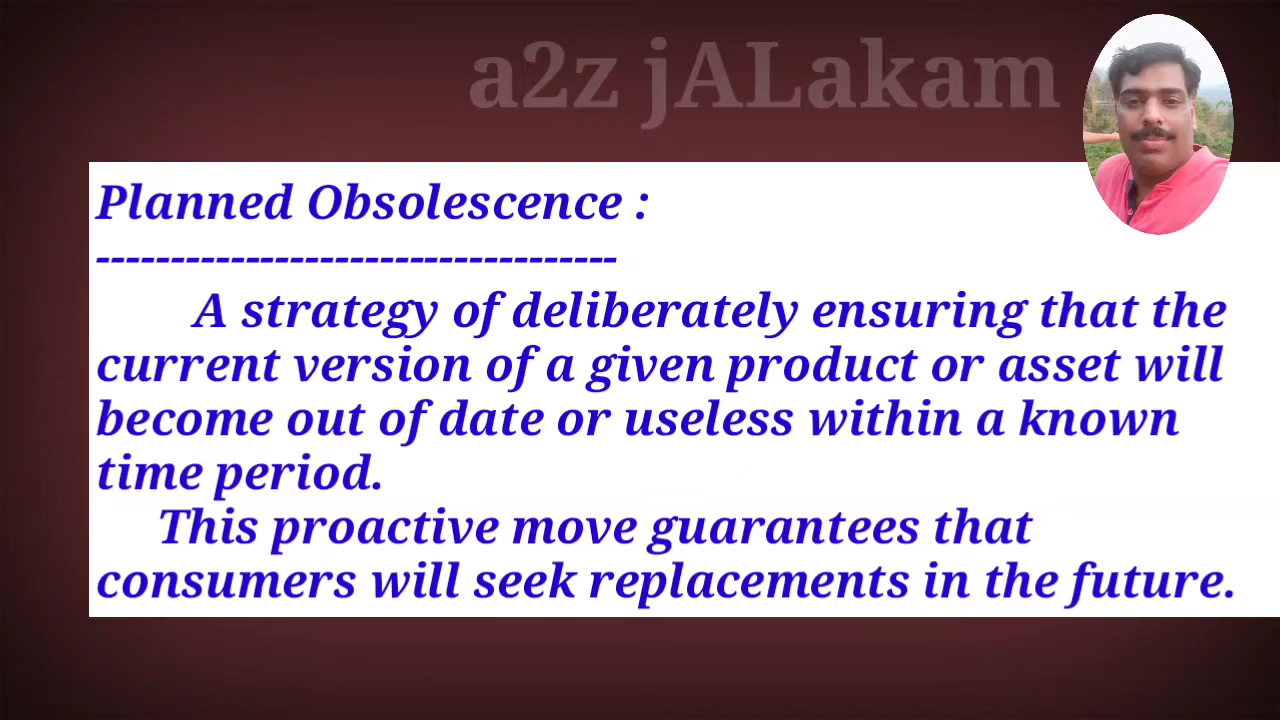 a2z jALakam
Planned Obsolescence :
-----------------------------------
A strategy of deliberately ensuring that the
current version of a given product or asset will
become out of date or useless within a known
time period.
This proactive move guarantees that
consumers will seek replacements in the future.